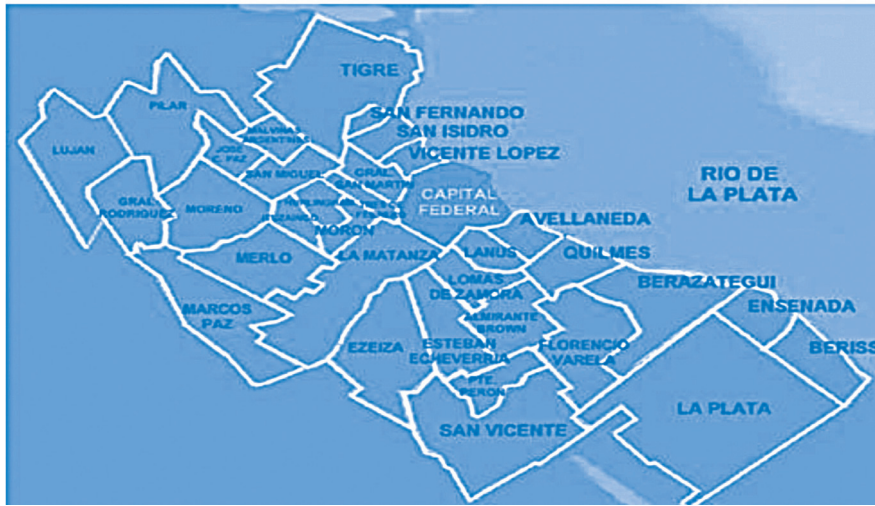 TIGRE
PILAR
SAN FERNANDO
SAN ISIDRO
MALVINAS
ARGENTINAS
VICENTE LOPEZ
LUJAN
JOSE
C. PAZ
SAN MIGUEL
GRAL.
SAN MARTIN
RIO DE
LA PLATA
CAPITAL
FEDERAL
GRAL.
RODRIGUEZ
MORENO
HURLINGHAM
ITUZAINGO
MORON
AVELLANEDA
MERLO
LA MATANZA
LANUS
QUILMES
LOMAS
DE ZAMORA
BERAZATEGUI
MARCOS
PAZ
ENSENADA
ALMIRANTE
BROWN
EZEIZA
ESTEBAN
ECHEVERRIA
FLORENCIO
VARELA
BERISS
PTE.
PERON
LA PLATA
SAN VICENTE